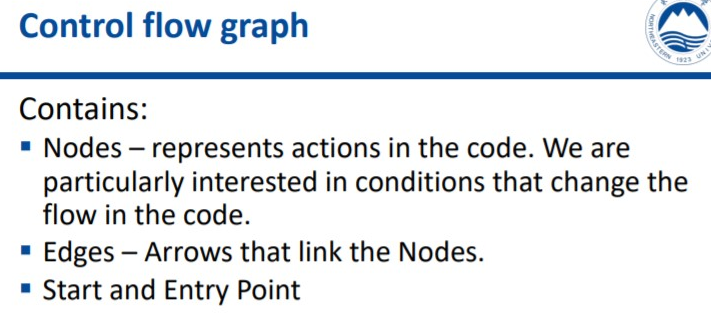 Control flow graph
NORTHEASTERN 1923 UNI
Contains:
▪ Nodes – represents actions in the code. We are
particularly interested in conditions that change the
flow in the code.
▪ Edges – Arrows that link the Nodes.
▪ Start and Entry Point